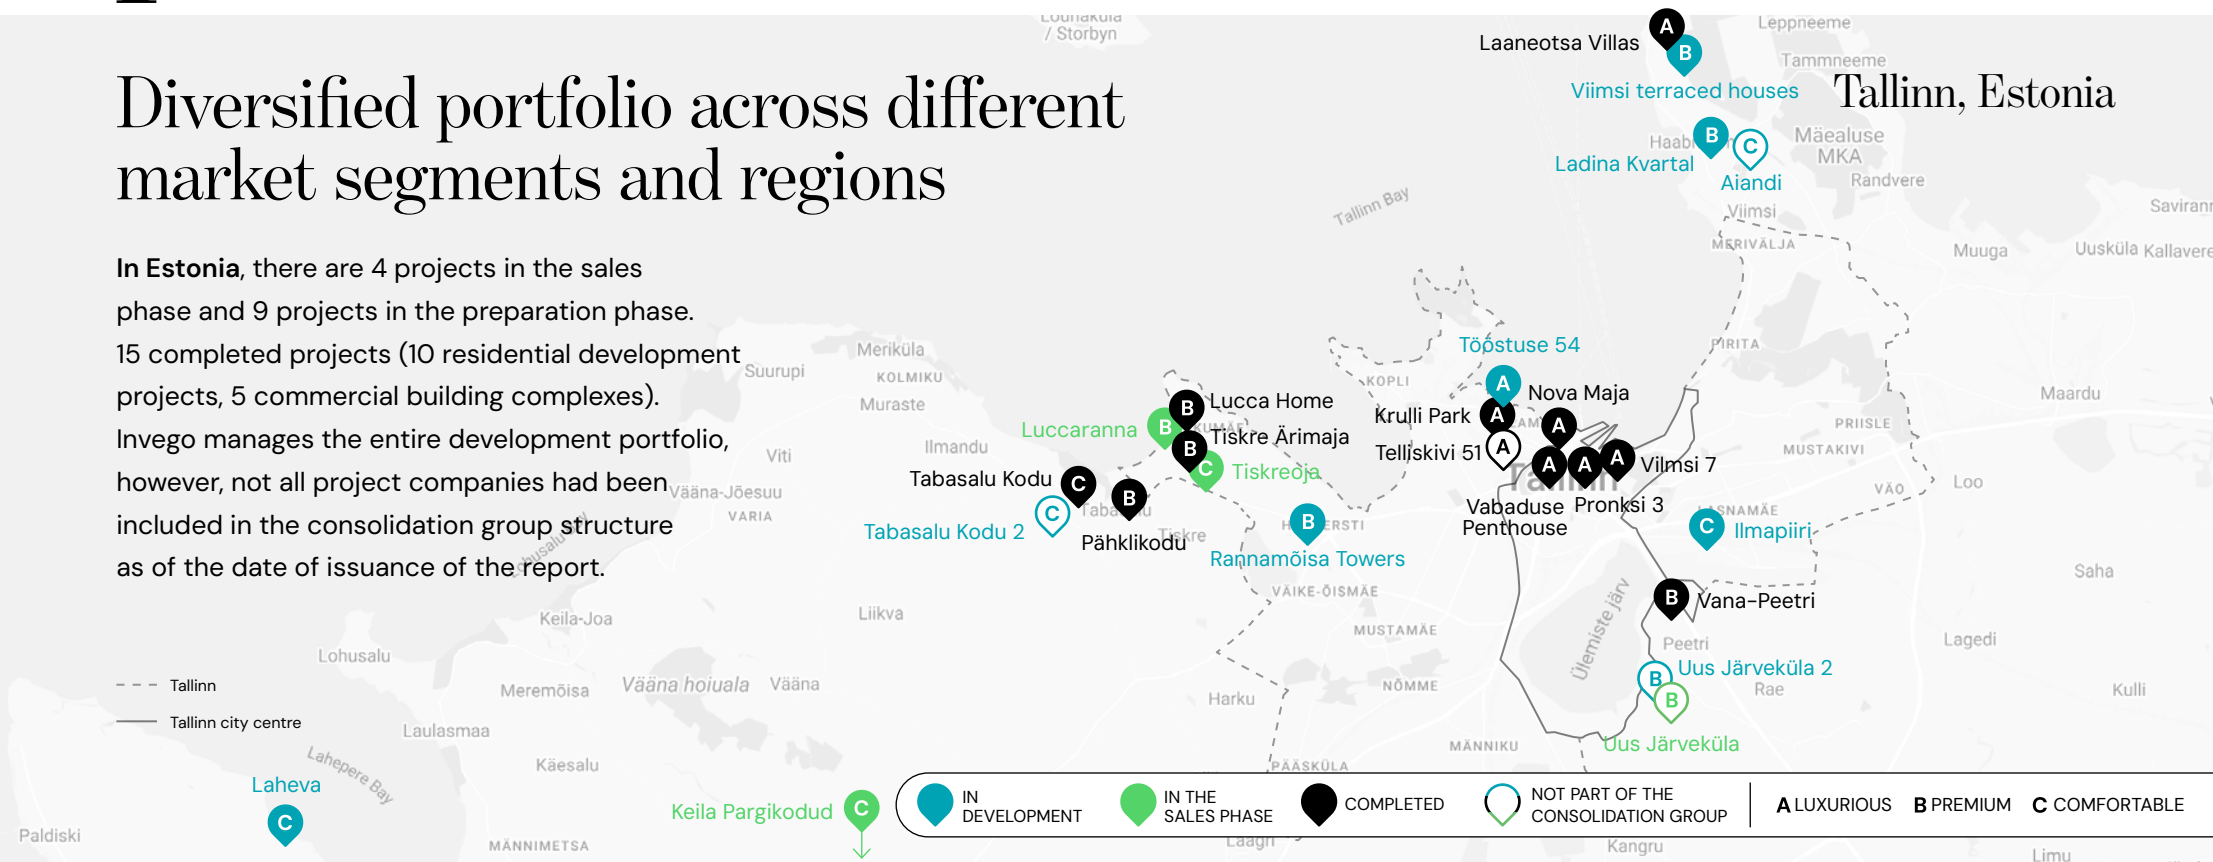 Diversified portfolio across different
market segments and regions
Tallinn, Estonia
In Estonia, there are 4 projects in the sales
phase and 9 projects in the preparation phase.
15 completed projects (10 residential development
projects, 5 commercial building complexes).
Invego manages the entire development portfolio,
however, not all project companies had been
included in the consolidation group structure
as of the date of issuance of the report.
Tallinn
Tallinn city centre
/ Storbyn
Leppneeme
Laaneotsa Villas
A
B
Tammneeme
Viimsi terraced houses
B
C
Ladina Kvartal
Aiandi
Mäealuse
MKA
Randvere
Viimsi
Tallinn Bay
MERIVÄLJA
Muuga
Uusküla
Kallavere
PIRITA
Maardu
PRIISLE
MUSTAKIVI
VÄO
Loo
Saha
Lagedi
Kulli
Meriküla
KOLMIKU
Suurupi
Muraste
Ilmandu
Viti
Vääna-Jõesuu
VARIA
Lohusalu Bay
Keila-Joa
Liikva
Lohusalu
Meremõisa
Vääna hoiuala
Vääna
Laulasmaa
Lahepere Bay
Käesalu
Paldiski
MÄNNIMETSA
Tööstuse 54
A
KOPLI
Nova Maja
A
Krulli Park
A
Telliskivi 51
A
A
A
A
Vilmsi 7
Tallinn
Vabaduse
Penthouse
Pronksi 3
B
Lucca Home
Luccaranna
B
B
Tiskre Ärimaja
C
Tiskreoja
Tabasalu Kodu
C
B
Pähklikodu
Tiskre
Tabasalu Kodu 2
C
B
Rannamõisa Towers
VÄIKE-ÕISMÄE
MUSTAMÄE
NÕMME
Harku
C
Ilmapiiri
B
Vana-Peetri
Peetri
Ülemiste järv
B
Uus Järveküla 2
Rae
B
Uus Järveküla
MÄNNIKU
PÄÄSKÜLA
Laagri
Kangru
Limu
Laheva
C
Keila Pargikodud
C
IN
DEVELOPMENT
IN THE
SALES PHASE
COMPLETED
NOT PART OF THE
CONSOLIDATION GROUP
A LUXURIOUS
B PREMIUM
C COMFORTABLE